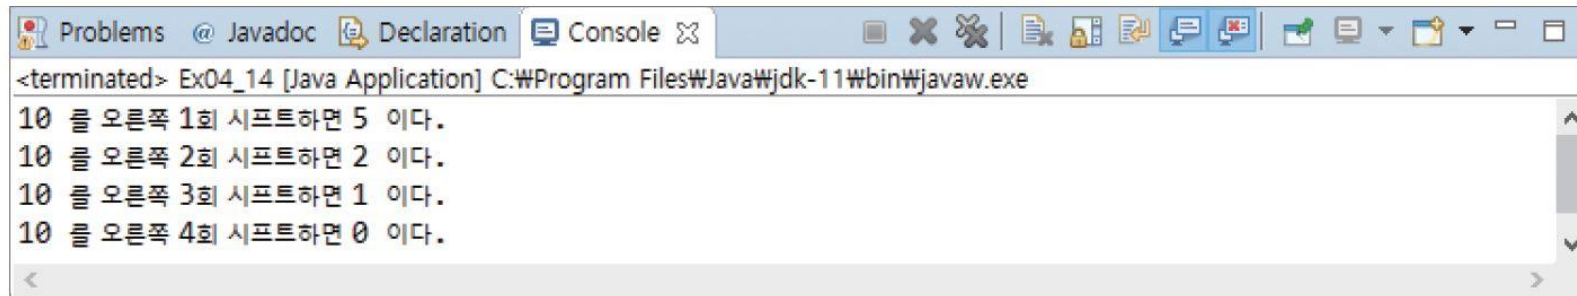 Problems @ Javadoc Declaration Console
<terminated> Ex04_14 [Java Application] C:₩Program Files₩Java₩jdk-11₩bin₩javaw.exe
10 를 오른쪽 1회 시프트하면 5 이다.
10 를 오른쪽 2회 시프트하면 2 이다.
10 를 오른쪽 3회 시프트하면 1 이다.
10 를 오른쪽 4회 시프트하면 0 이다.